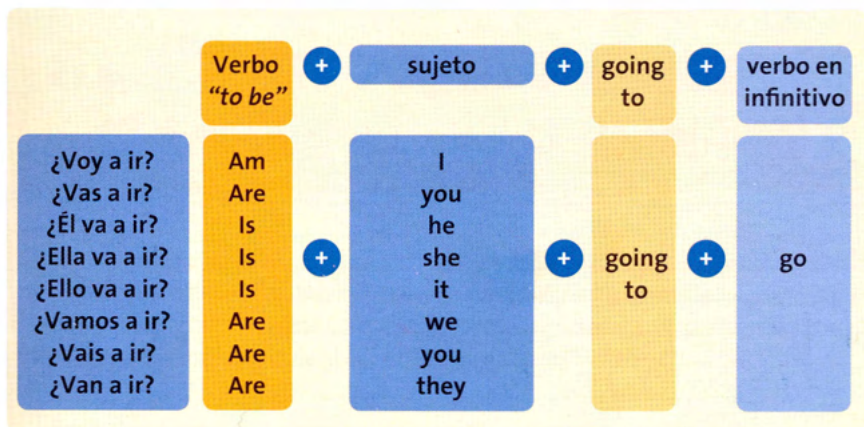 Verbo + sujeto + going + verbo en
"to be" to infinitivo
¿Voy a ir? Am I
¿Vas a ir? Are you
¿Él va a ir? Is he
¿Ella va a ir? Is + she + going + go
¿Ello va a ir? Is it to
¿Vamos a ir? Are we
¿Vais a ir? Are you
¿Van a ir? Are they